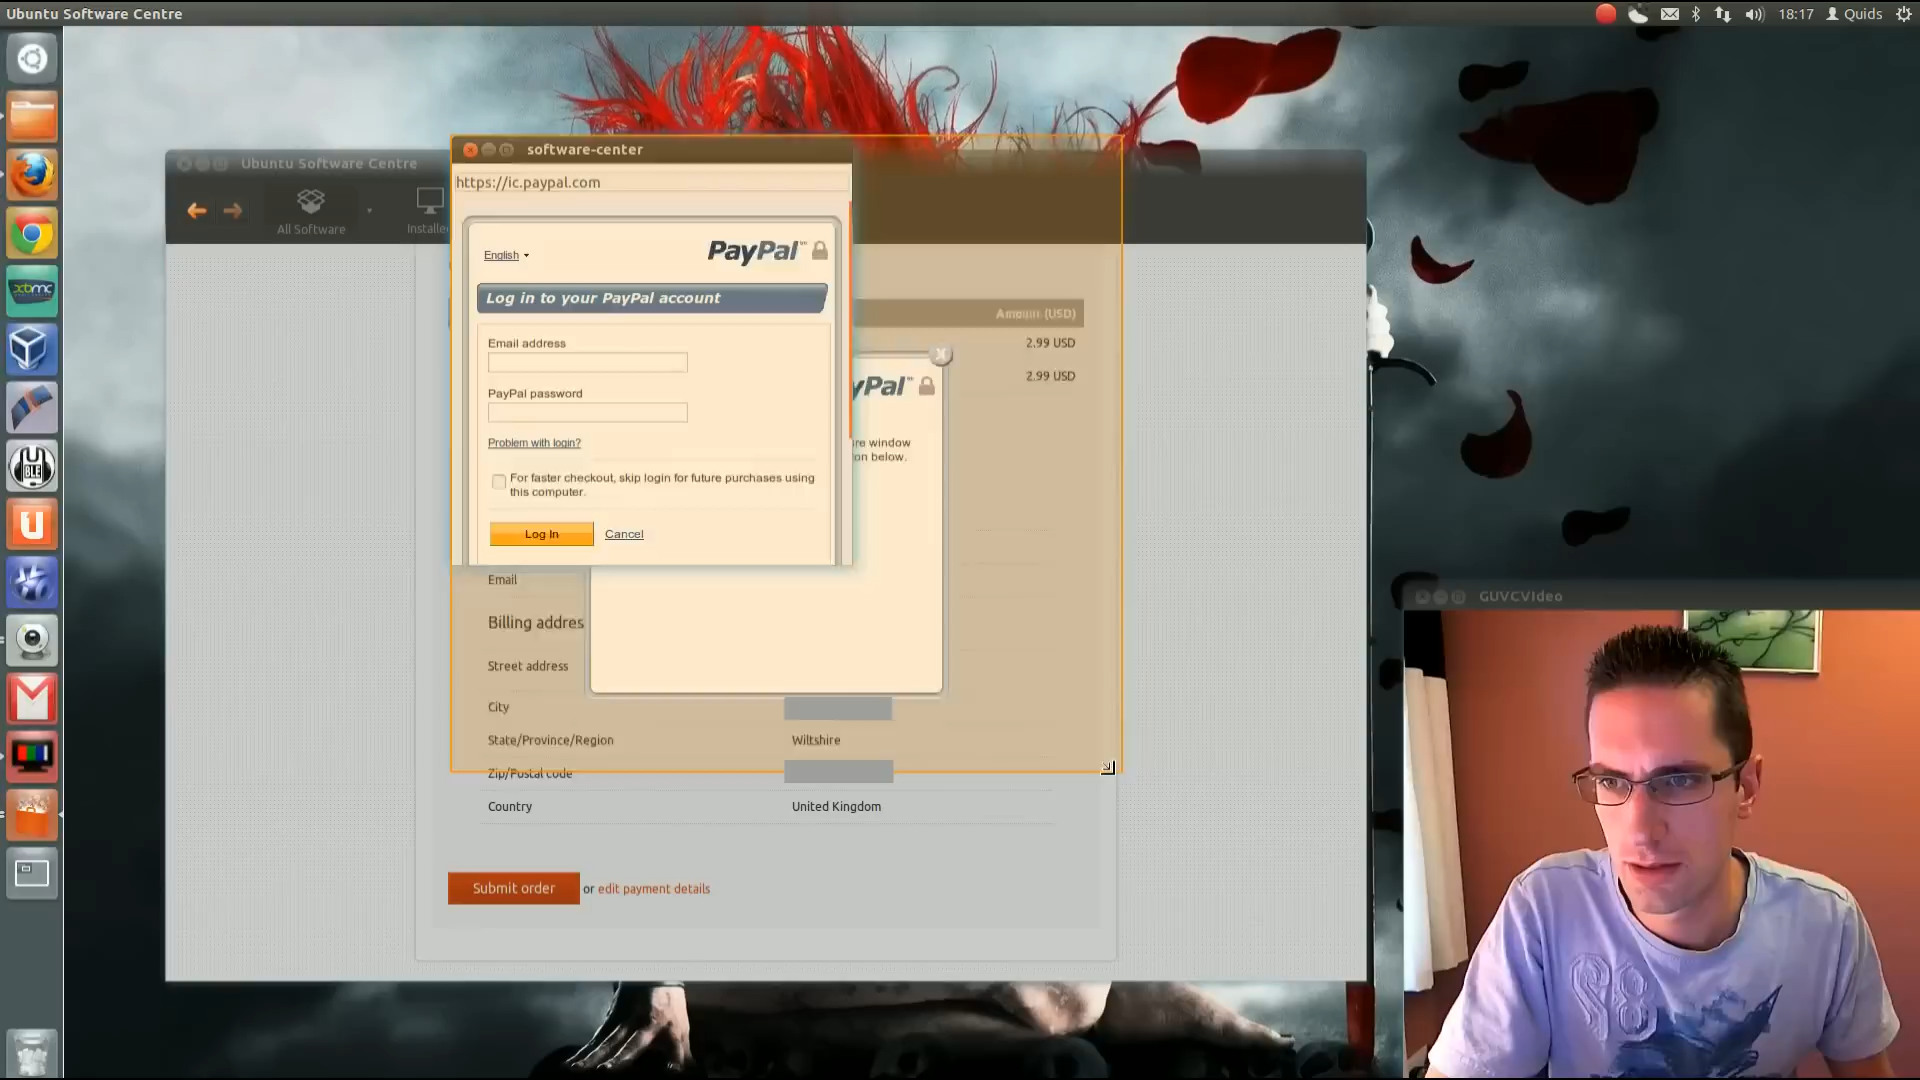 Ubuntu Software Centre
18:17 Quids
Ubuntu Software Centre
All Software
software-center
https://ic.paypal.com
English
PayPal
Log in to your PayPal account
Email address
PayPal password
Problem with login?
For faster checkout, skip login for future purchases using
this computer.
Log In Cancel
Amount (USD)
2.99 USD
2.99 USD
window
below.
Email
Street address
City
State/Province/Region Wiltshire
Zip/Postal code
Country United Kingdom
Submit order or edit payment details
GUVCVIdeo
xbmc
BLE